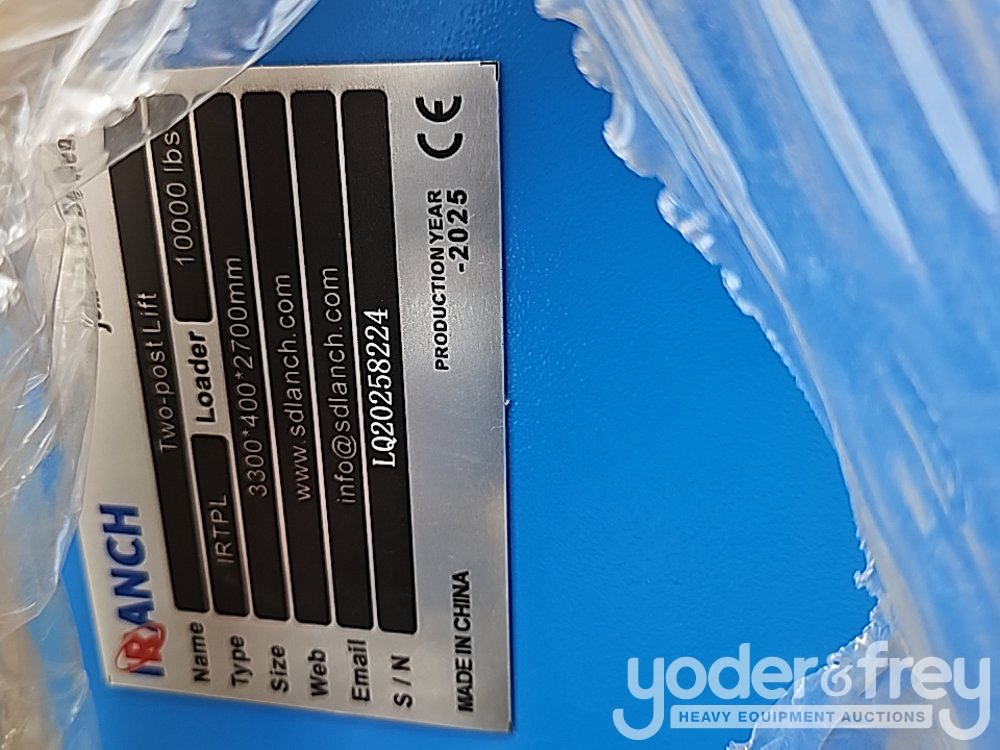 IRANCH
Name Two-post Lift
Type IRTPL Loader 10000 lbs
Size 3300*400*2700mm
Web www.sdlanch.com
Email info@sdlanch.com
S/N LQ20258224
MADE IN CHINA PRODUCTION YEAR CE
-2025
yoder&frey
HEAVY EQUIPMENT AUCTIONS